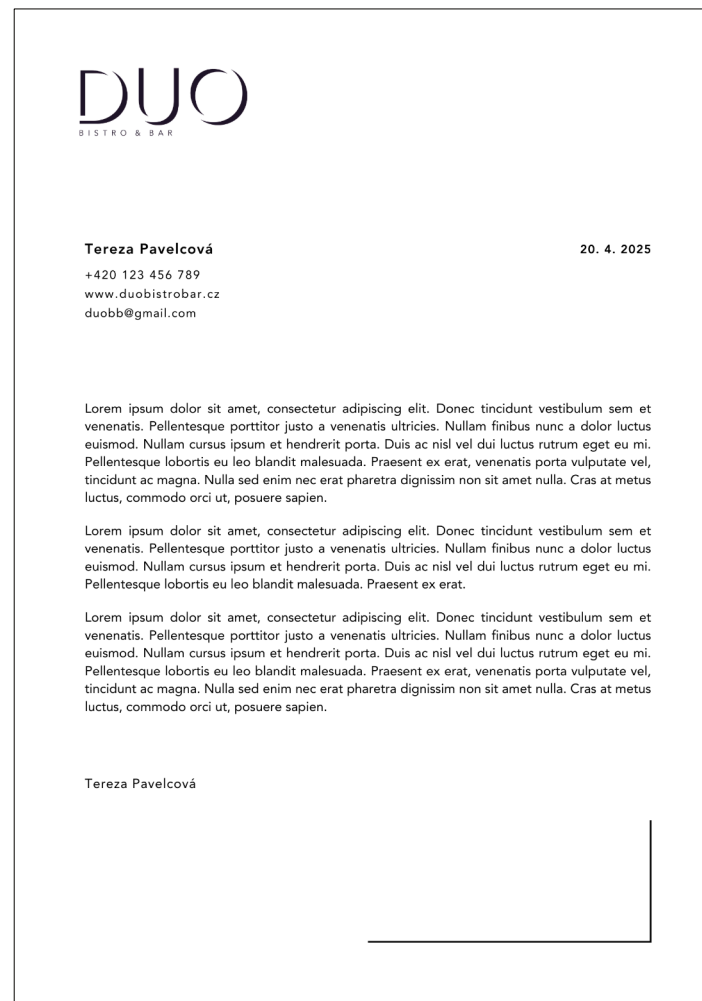 DUO
BISTRO & BAR
Tereza Pavelcová
20. 4. 2025
+420 123 456 789
www.duobistrobar.cz
duobb@gmail.com
Lorem ipsum dolor sit amet, consectetur adipiscing elit. Donec tincidunt vestibulum sem et
venenatis. Pellentesque porttitor justo a venenatis ultricies. Nullam finibus nunc a dolor luctus
euismod. Nullam cursus ipsum et hendrerit porta. Duis ac nisl vel dui luctus rutrum eget eu mi.
Pellentesque lobortis eu leo blandit malesuada. Praesent ex erat, venenatis porta vulputate vel,
tincidunt ac magna. Nulla sed enim nec erat pharetra dignissim non sit amet nulla. Cras at metus
luctus, commodo orci ut, posuere sapien.
Lorem ipsum dolor sit amet, consectetur adipiscing elit. Donec tincidunt vestibulum sem et
venenatis. Pellentesque porttitor justo a venenatis ultricies. Nullam finibus nunc a dolor luctus
euismod. Nullam cursus ipsum et hendrerit porta. Duis ac nisl vel dui luctus rutrum eget eu mi.
Pellentesque lobortis eu leo blandit malesuada. Praesent ex erat.
Lorem ipsum dolor sit amet, consectetur adipiscing elit. Donec tincidunt vestibulum sem et
venenatis. Pellentesque porttitor justo a venenatis ultricies. Nullam finibus nunc a dolor luctus
euismod. Nullam cursus ipsum et hendrerit porta. Duis ac nisl vel dui luctus rutrum eget eu mi.
Pellentesque lobortis eu leo blandit malesuada. Praesent ex erat, venenatis porta vulputate vel,
tincidunt ac magna. Nulla sed enim nec erat pharetra dignissim non sit amet nulla. Cras at metus
luctus, commodo orci ut, posuere sapien.
Tereza Pavelcová